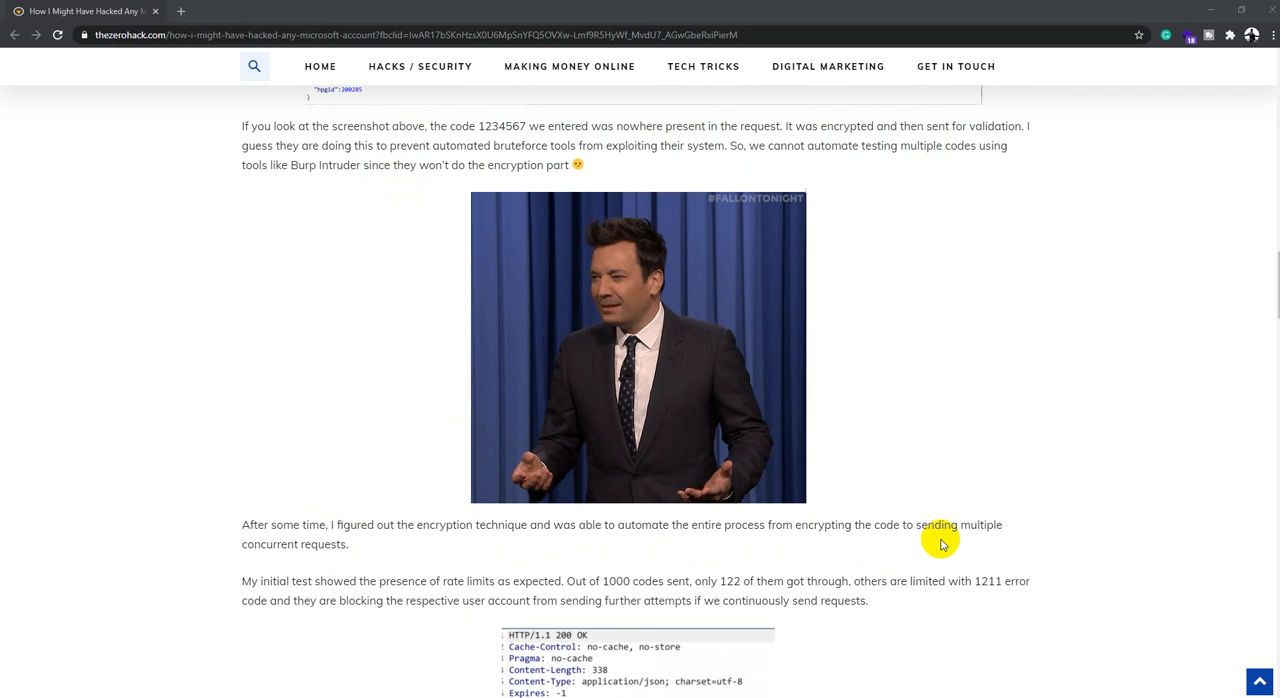 How I Might Have Hacked Any M
thezerohack.com/how-i-might-have-hacked-any-microsoft-account?fbclid=IwAR17bSKnHzsX0U6MpSnYFQ5OVXw-Lmf9R5HyWf_MvdU7_AGwGbeRxiPierM
18
HOME HACKS / SECURITY MAKING MONEY ONLINE TECH TRICKS DIGITAL MARKETING GET IN TOUCH
"hpgid":200285
}
If you look at the screenshot above, the code 1234567 we entered was nowhere present in the request. It was encrypted and then sent for validation. I
guess they are doing this to prevent automated bruteforce tools from exploiting their system. So, we cannot automate testing multiple codes using
tools like Burp Intruder since they won’t do the encryption part
#FALLONTONIGHT
After some time, I figured out the encryption technique and was able to automate the entire process from encrypting the code to sending multiple
concurrent requests.
My initial test showed the presence of rate limits as expected. Out of 1000 codes sent, only 122 of them got through, others are limited with 1211 error
code and they are blocking the respective user account from sending further attempts if we continuously send requests.
HTTP/1.1 200 OK
Cache-Control: no-cache, no-store
Pragma: no-cache
Content-Length: 338
Content-Type: application/json; charset=utf-8
Expires: -1